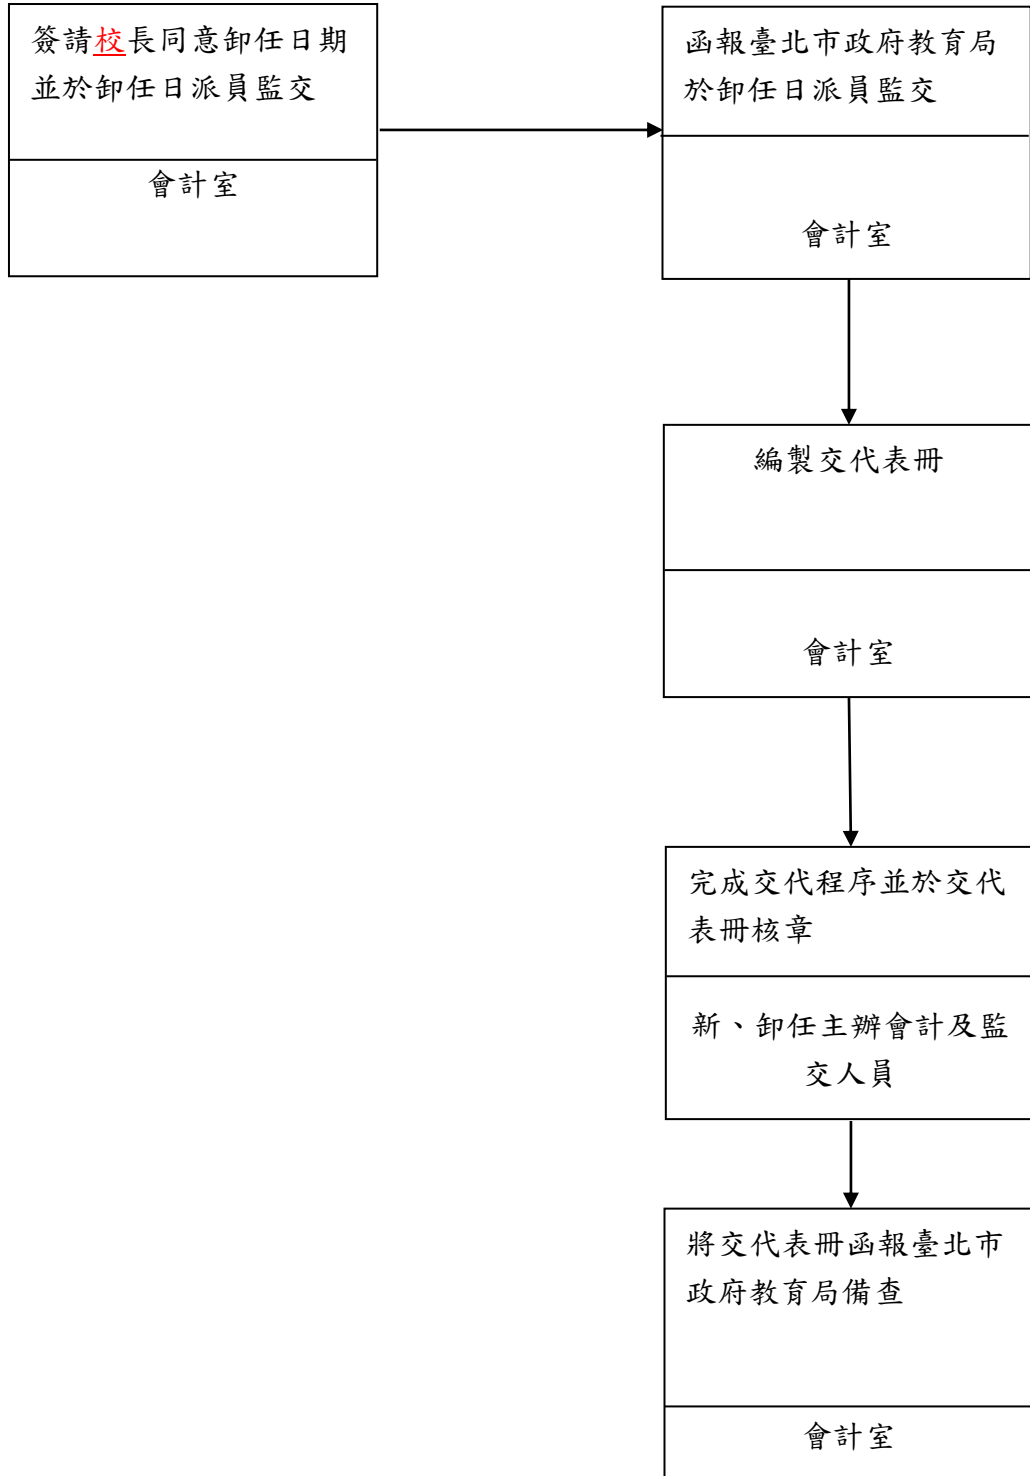 簽請校長同意卸任日期
並於卸任日派員監交
會計室
函報臺北市政府教育局
於卸任日派員監交
會計室
編製交代表冊
會計室
完成交代程序並於交代
表冊核章
新、卸任主辦會計及監
交人員
將交代表冊函報臺北市
政府教育局備查
會計室